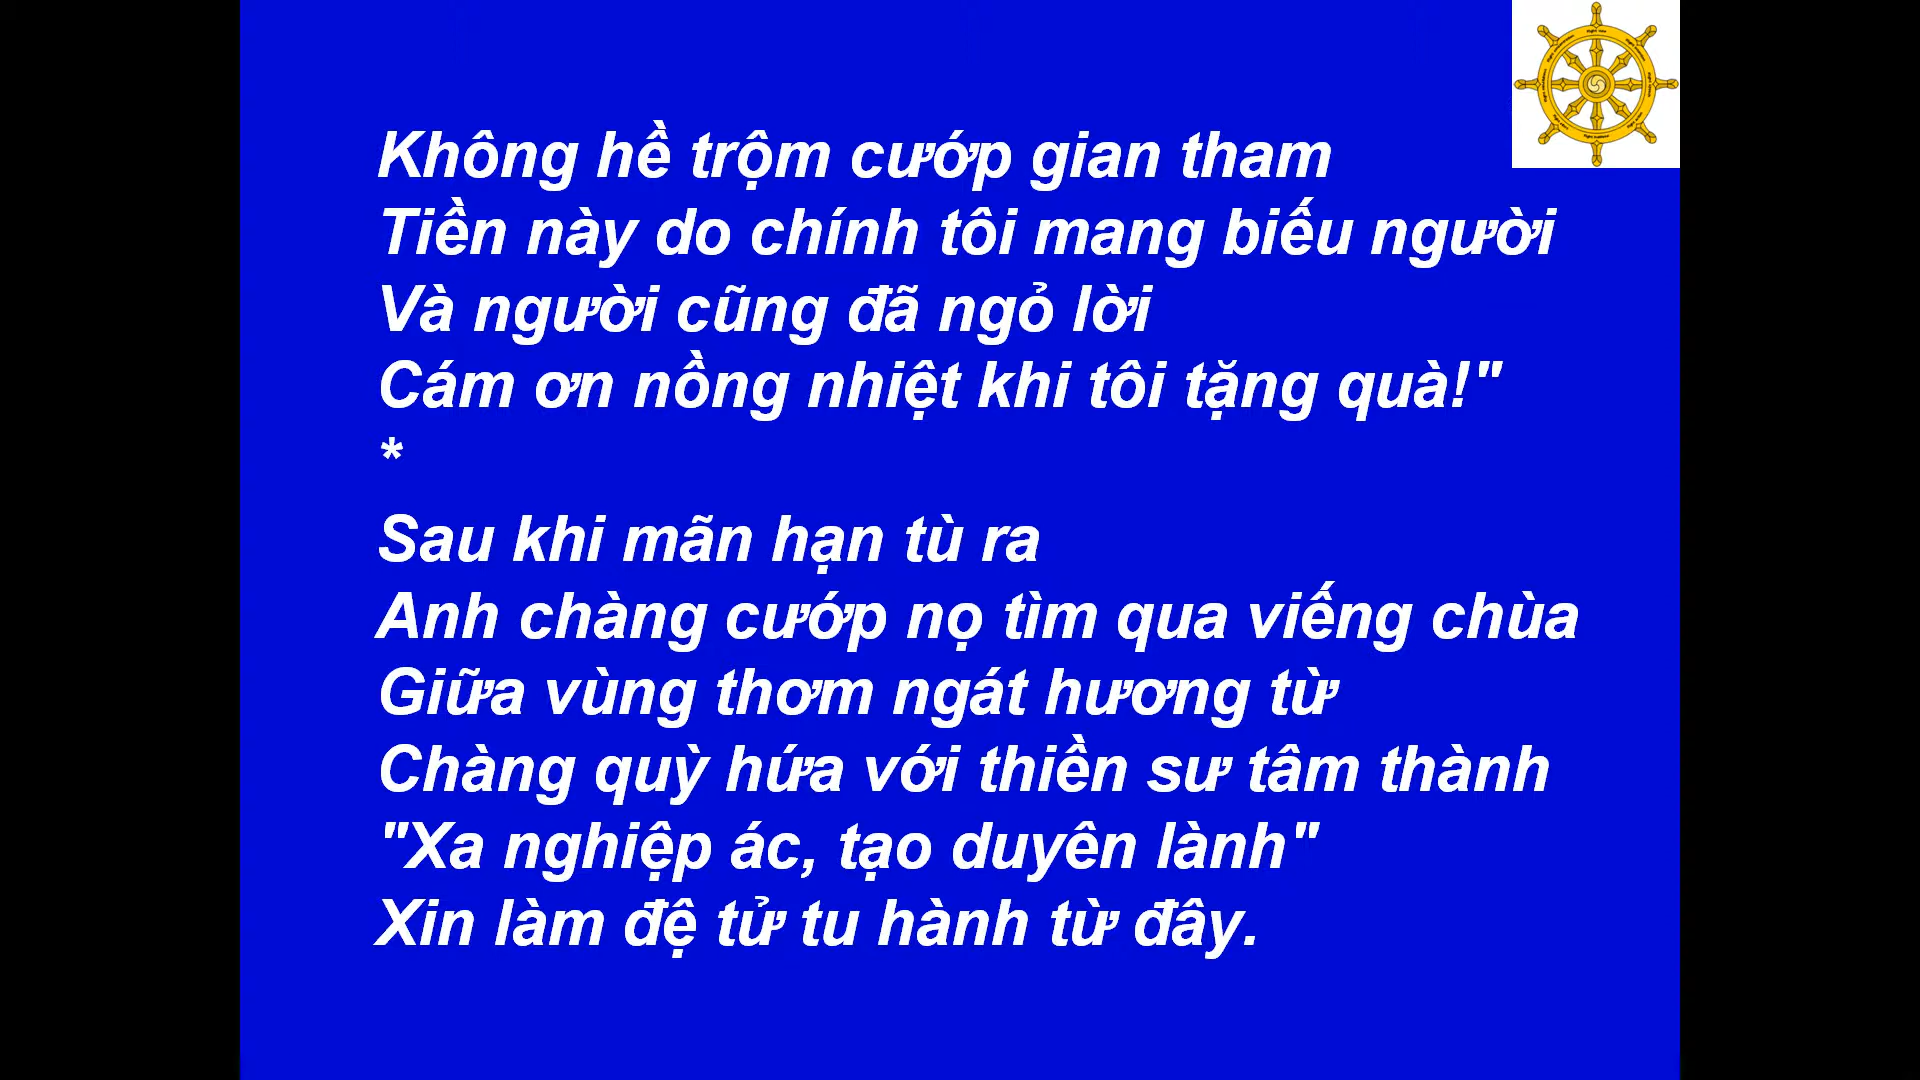 Không hề trộm cướp gian tham
Tiền này do chính tôi mang biếu người
Và người cũng đã ngỏ lời
Cám ơn nồng nhiệt khi tôi tặng quà!"
*
Sau khi mãn hạn tù ra
Anh chàng cướp nọ tìm qua viếng chùa
Giữa vùng thơm ngát hương từ
Chàng quỳ hứa với thiền sư tâm thành
"Xa nghiệp ác, tạo duyên lành"
Xin làm đệ tử tu hành từ đây.